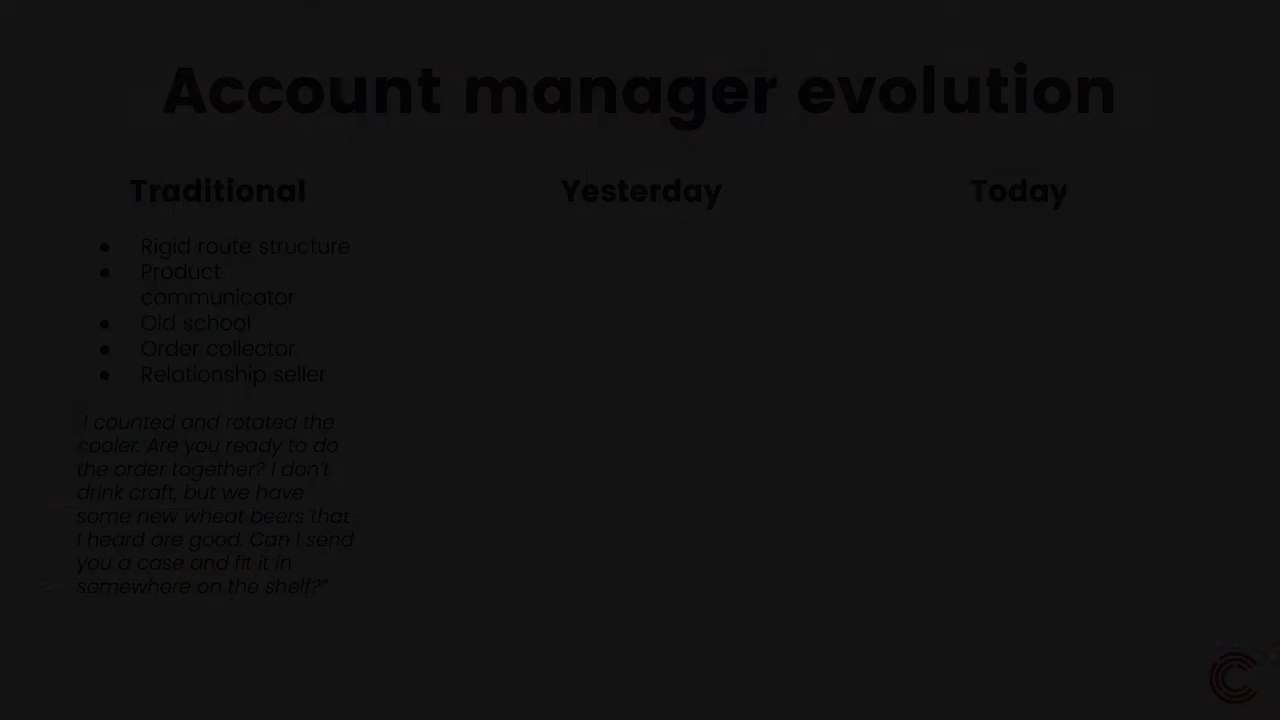 Account manager evolution
Traditional
Yesterday
Today
● Rigid route structure
● Product
communicator
● Old school
● Order collector
● Relationship seller
"I counted and rotated the
cooler. Are you ready to do
the order together? I don't
drink craft, but we have
some new wheat beers that
I heard are good. Can I send
you a case and fit it in
somewhere on the shelf?"